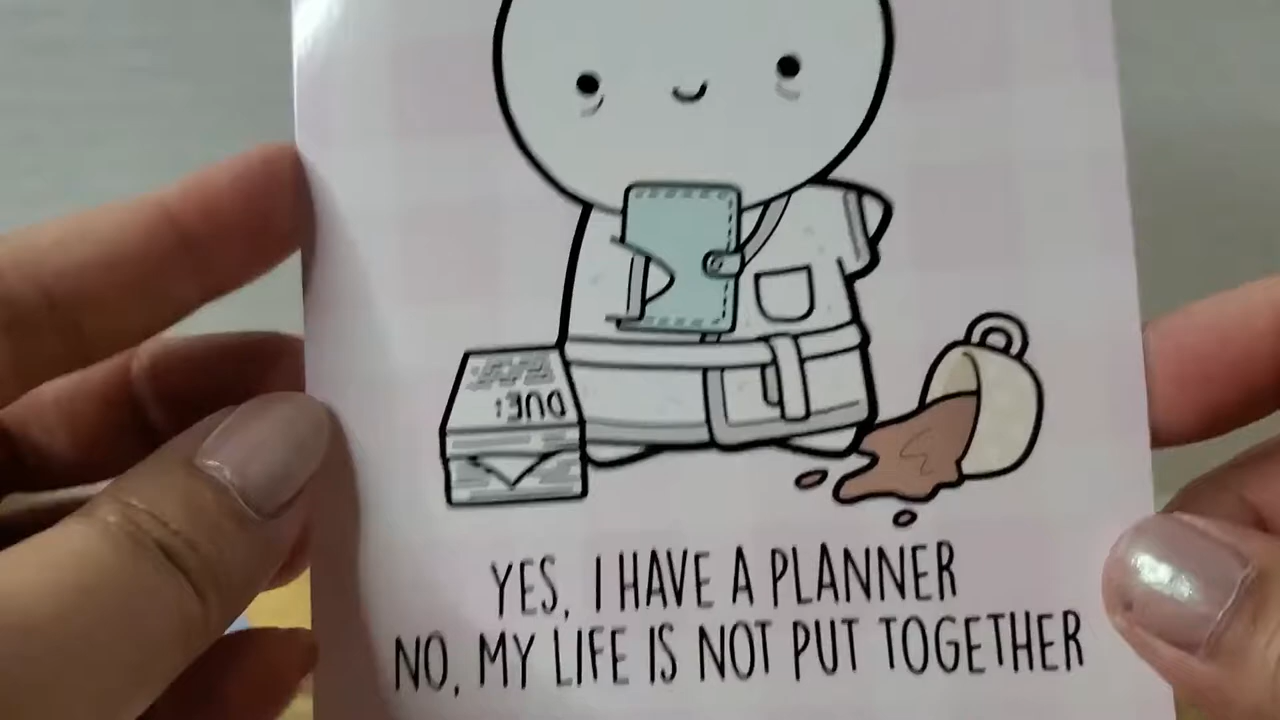 DUE:
YES, I HAVE A PLANNER
NO, MY LIFE IS NOT PUT TOGETHER